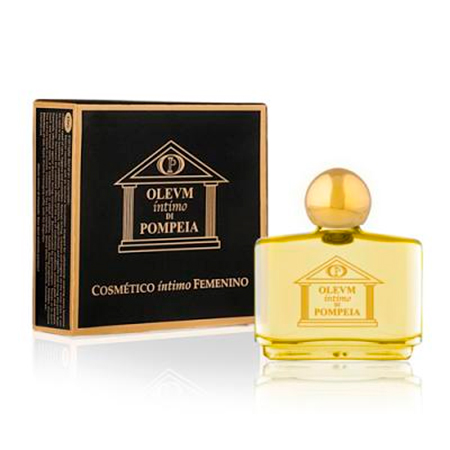 OLEVM
íntimo
DI
POMPEIA
COSMÉTICO íntimo FEMENINO
OLEVM
íntimo
DI
POMPEIA